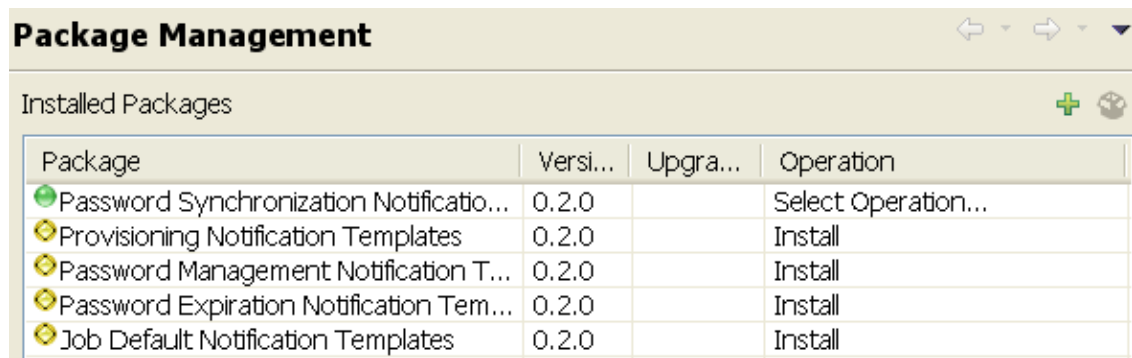 Package Management
Installed Packages
Package Versi... Upgra... Operation
Password Synchronization Notificatio... 0.2.0 Select Operation...
Provisioning Notification Templates 0.2.0 Install
Password Management Notification T... 0.2.0 Install
Password Expiration Notification Tem... 0.2.0 Install
Job Default Notification Templates 0.2.0 Install